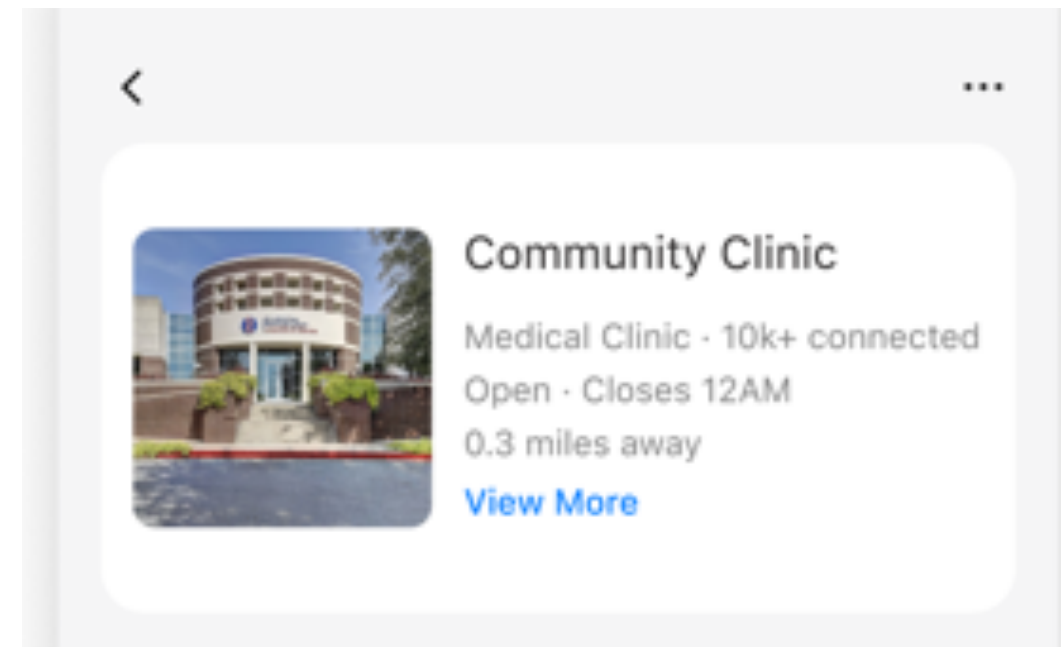 Community Clinic
Medical Clinic · 10k+ connected
Open · Closes 12AM
0.3 miles away
View More